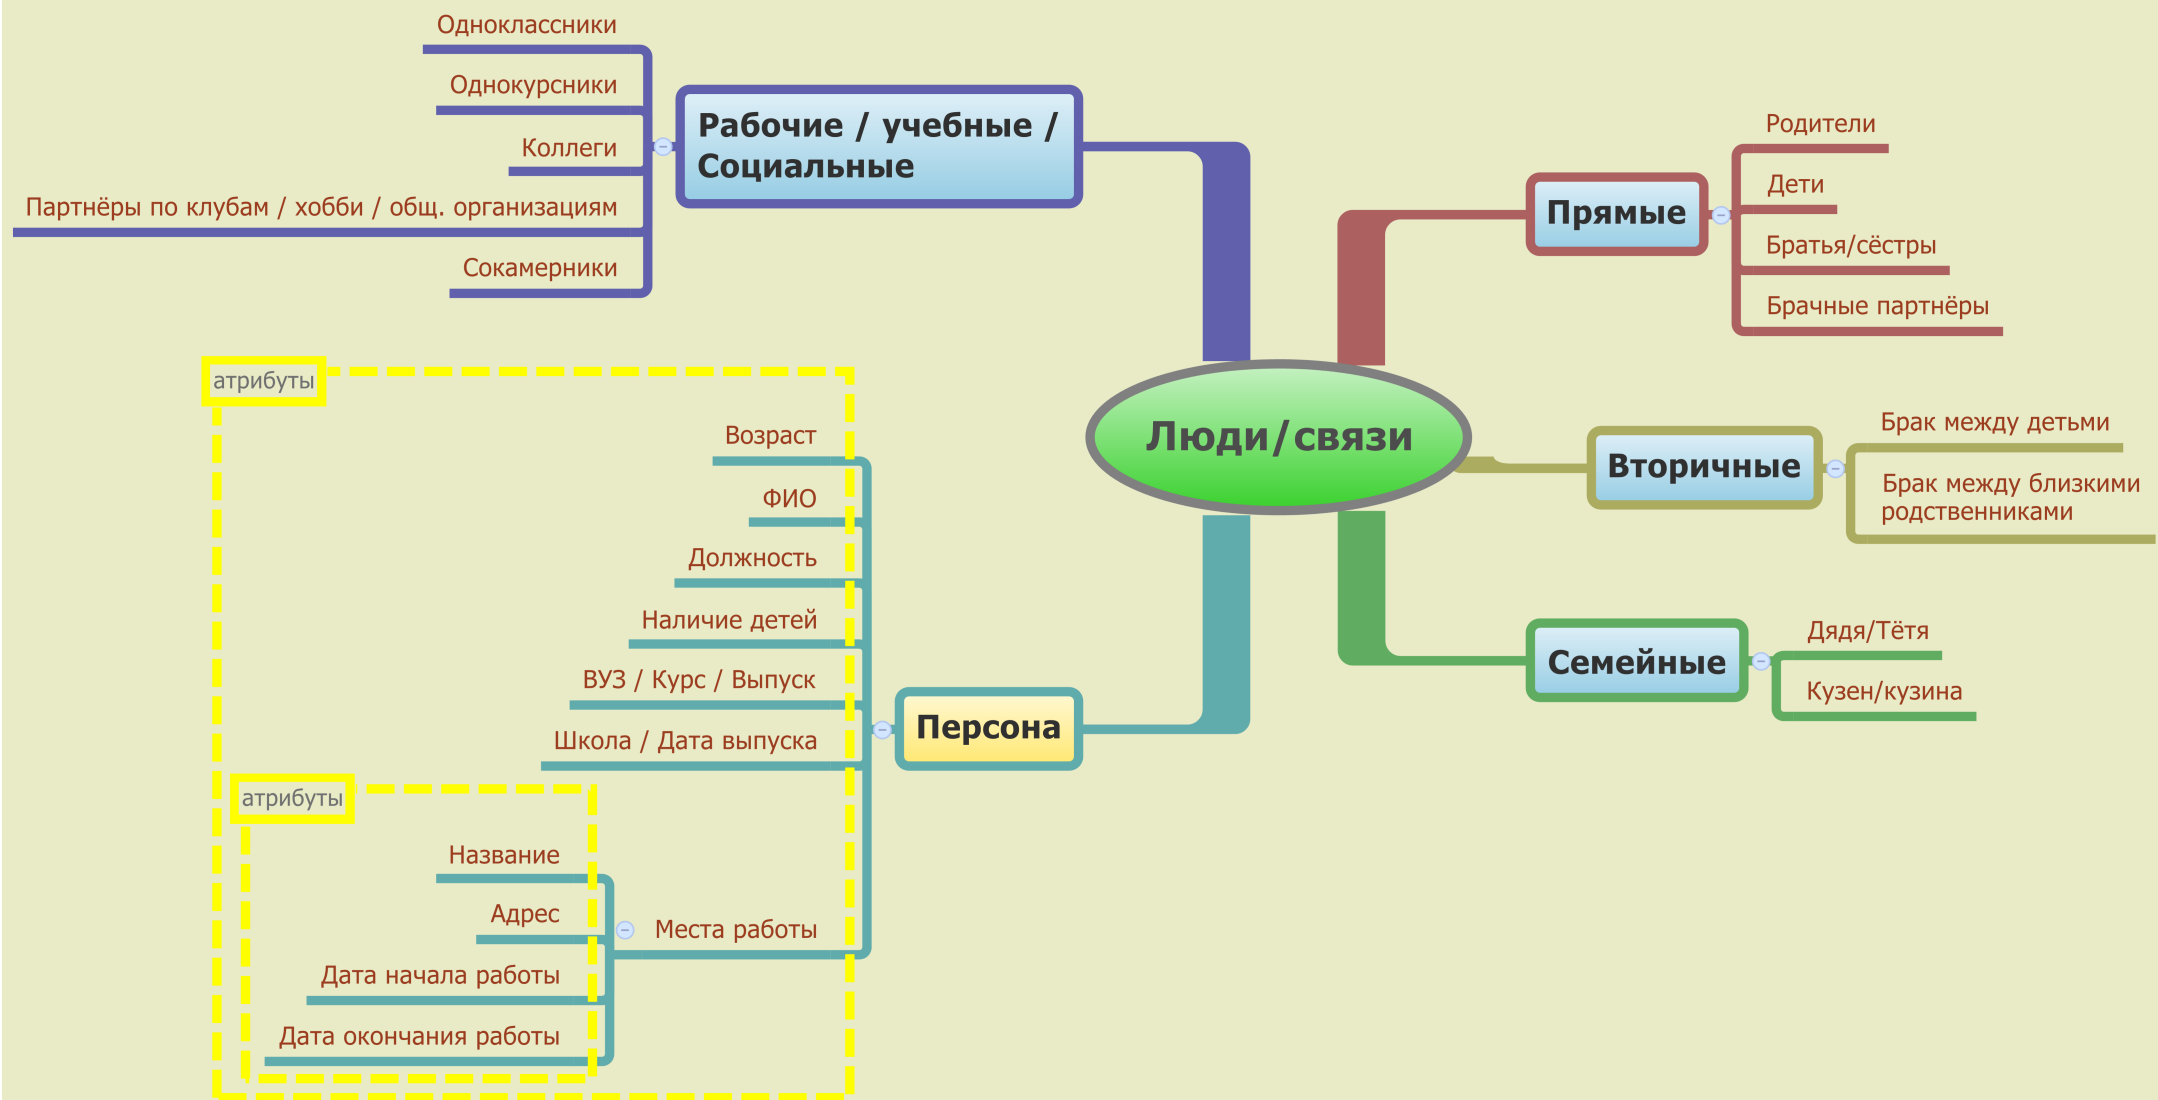 Люди/связи
Рабочие / учебные /
Социальные
Одноклассники
Однокурсники
Коллеги
Партнёры по клубам / хобби / общ. организациям
Сокамерники
Прямые
Родители
Дети
Братья/сёстры
Брачные партнёры
Вторичные
Брак между детьми
Брак между близкими
родственниками
Семейные
Дядя/Тётя
Кузен/кузина
Персона
атрибуты
Возраст
ФИО
Должность
Наличие детей
ВУЗ / Курс / Выпуск
Школа / Дата выпуска
Места работы
атрибуты
Название
Адрес
Дата начала работы
Дата окончания работы